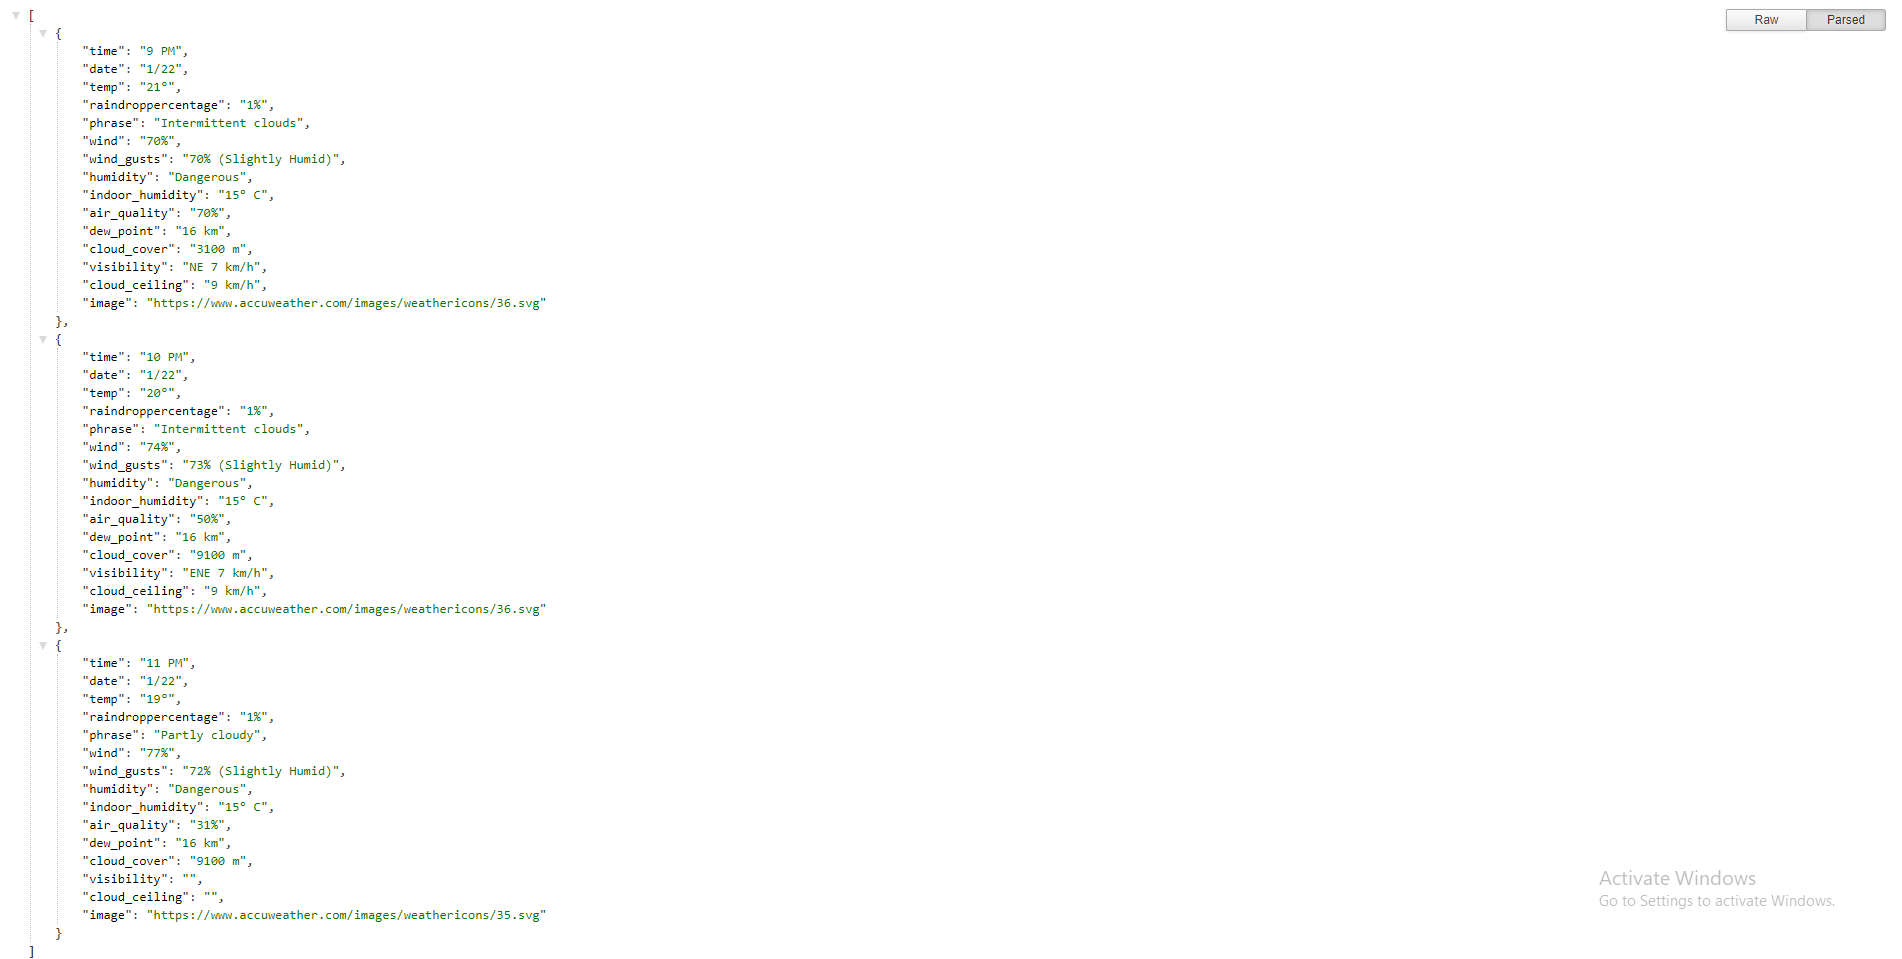 [
{
"time": "9 PM",
"date": "1/22",
"temp": "21°",
"raindroppercentage": "1%",
"phrase": "Intermittent clouds",
"wind": "70%",
"wind_gusts": "70% (Slightly Humid)",
"humidity": "Dangerous",
"indoor_humidity": "15° C",
"air_quality": "70%",
"dew_point": "16 km",
"cloud_cover": "3100 m",
"visibility": "NE 7 km/h",
"cloud_ceiling": "9 km/h",
"image": "https://www.accuweather.com/images/weathericons/36.svg"
},
{
"time": "10 PM",
"date": "1/22",
"temp": "20°",
"raindroppercentage": "1%",
"phrase": "Intermittent clouds",
"wind": "74%",
"wind_gusts": "73% (Slightly Humid)",
"humidity": "Dangerous",
"indoor_humidity": "15° C",
"air_quality": "50%",
"dew_point": "16 km",
"cloud_cover": "9100 m",
"visibility": "ENE 7 km/h",
"cloud_ceiling": "9 km/h",
"image": "https://www.accuweather.com/images/weathericons/36.svg"
},
{
"time": "11 PM",
"date": "1/22",
"temp": "19°",
"raindroppercentage": "1%",
"phrase": "Partly cloudy",
"wind": "77%",
"wind_gusts": "72% (Slightly Humid)",
"humidity": "Dangerous",
"indoor_humidity": "15° C",
"air_quality": "31%",
"dew_point": "16 km",
"cloud_cover": "9100 m",
"visibility": "",
"cloud_ceiling": "",
"image": "https://www.accuweather.com/images/weathericons/35.svg"
}
]
Raw Parsed
Activate Windows
Go to Settings to activate Windows.